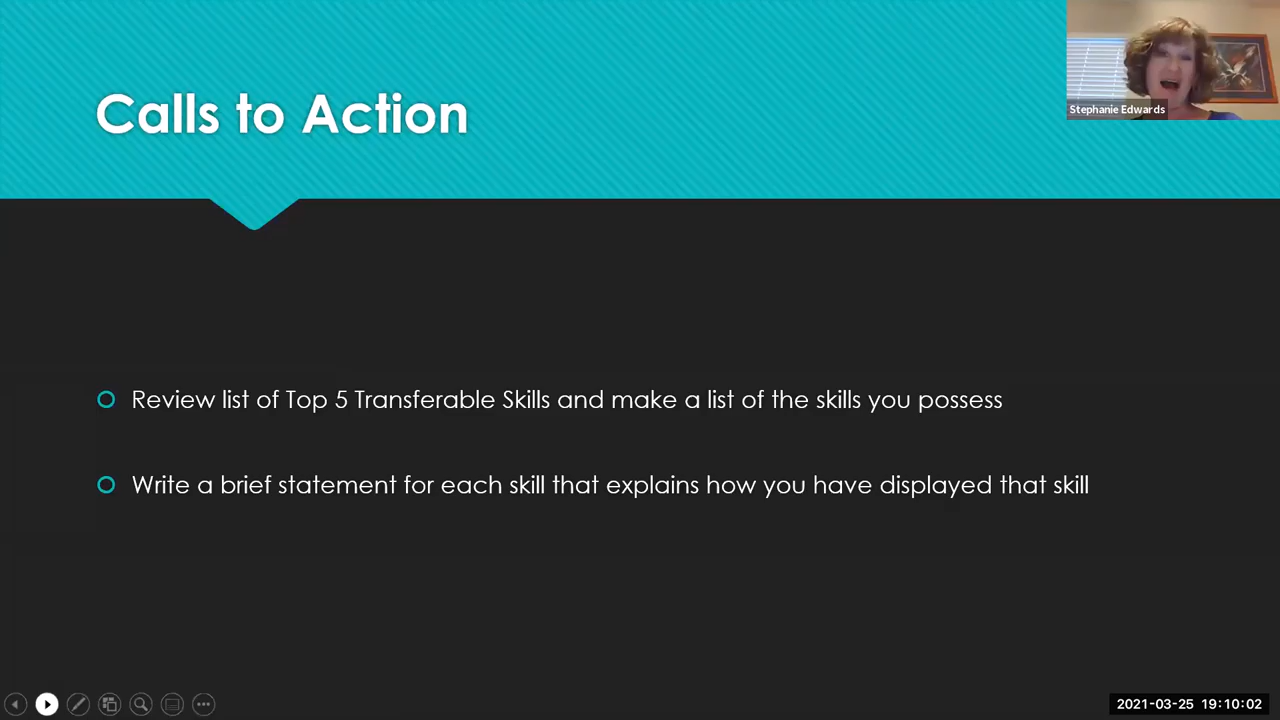 Calls to Action
Stephanie Edwards
Review list of Top 5 Transferable Skills and make a list of the skills you possess
Write a brief statement for each skill that explains how you have displayed that skill
2021-03-25 19:10:02